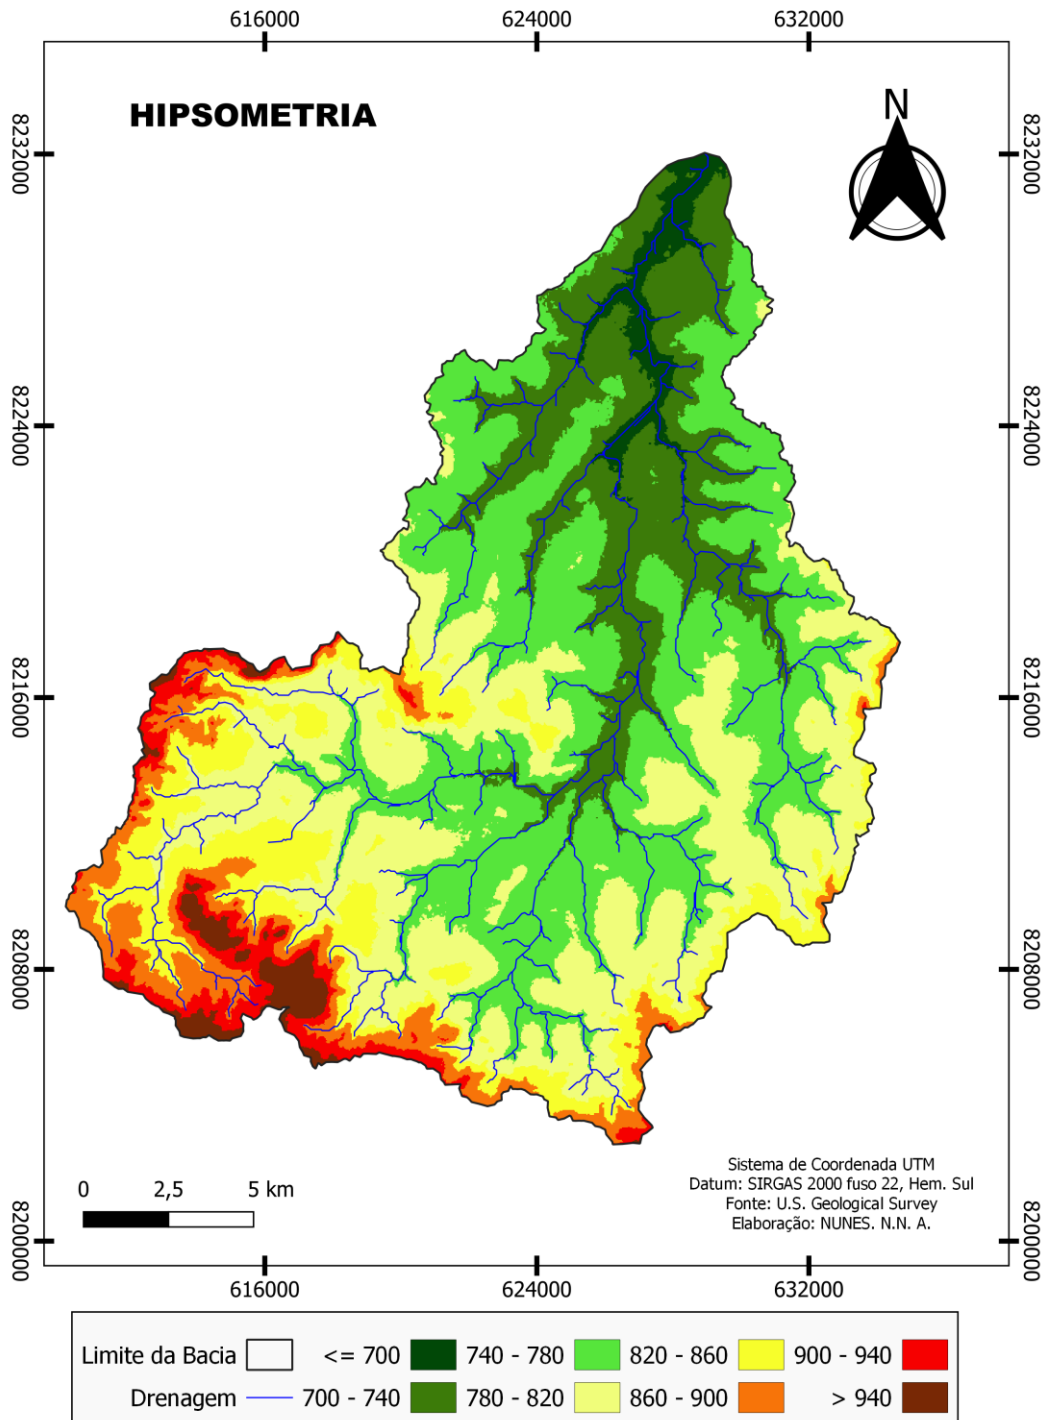 616000 624000 632000
HIPSOMETRIA
N
8232000 8232000
8224000 8224000
8216000 8216000
8208000 8208000
8200000 8200000
0 2,5 5 km
Sistema de Coordenada UTM
Datum: SIRGAS 2000 fuso 22, Hem. Sul
Fonte: U.S. Geological Survey
Elaboração: NUNES. N.N. A.
616000 624000 632000
Limite da Bacia <= 700 740 - 780 820 - 860 900 - 940
Drenagem 700 - 740 780 - 820 860 - 900 > 940